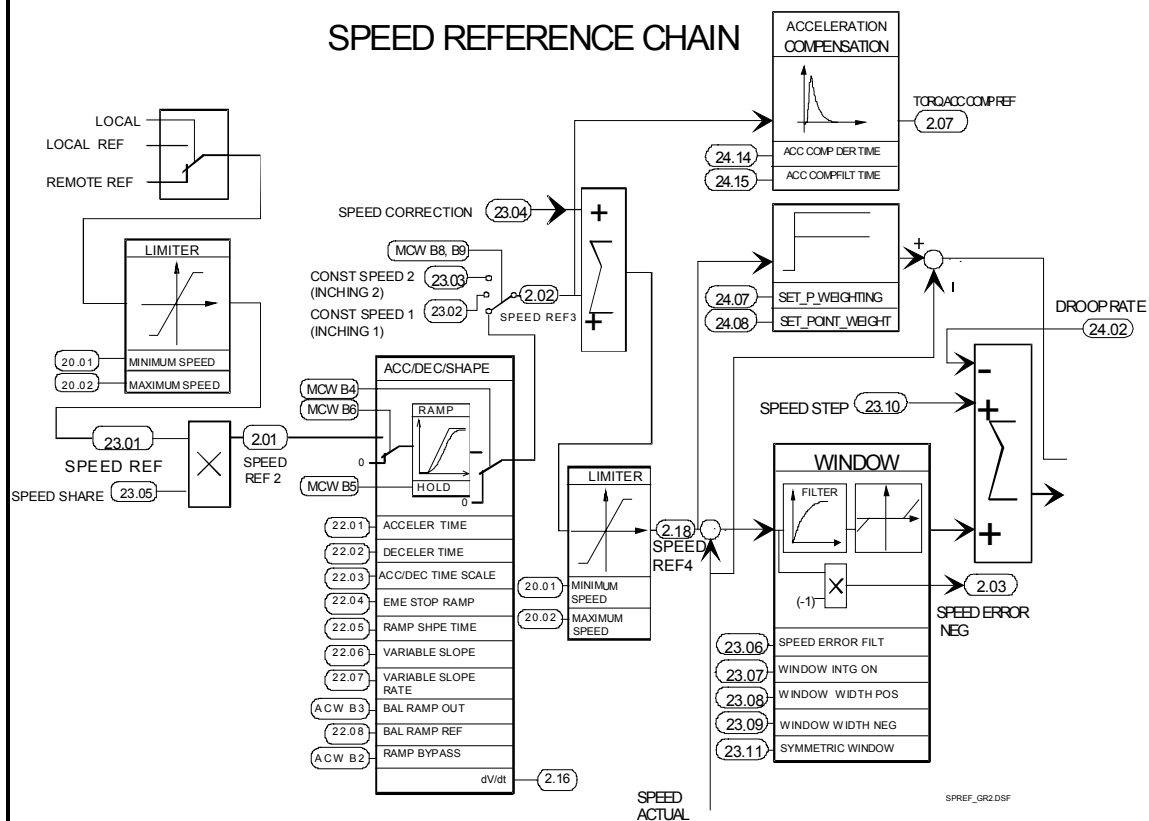 SPEED REFERENCE CHAIN
ACCELERATION
COMPENSATION
TORQ ACC COMP REF
2.07
24.14
ACC COMP DER TIME
24.15
ACC COMPFILT TIME
LOCAL
LOCAL REF
REMOTE REF
SPEED CORRECTION
23.04
+
Σ
+
MCW B8, B9
CONST SPEED 2
(INCHING 2)
23.03
CONST SPEED 1
(INCHING 1)
23.02
2.02
SPEED REF3
LIMITER
20.01
MINIMUM SPEED
20.02
MAXIMUM SPEED
24.07
SET_P_WEIGHTING
24.08
SET_POINT_WEIGHT
+
DROOP RATE
24.02
-
SPEED STEP
23.10
+
Σ
+
23.01
SPEED REF
SPEED SHARE
23.05
X
2.01
SPEED
REF 2
ACC/DEC/SHAPE
MCW B4
MCW B6
RAMP
0
MCW B5
HOLD
0
22.01
ACCELER TIME
22.02
DECELER TIME
22.03
ACC/DEC TIME SCALE
22.04
EME STOP RAMP
22.05
RAMP SHPE TIME
22.06
VARIABLE SLOPE
22.07
VARIABLE SLOPE
RATE
ACW B3
BAL RAMP OUT
22.08
BAL RAMP REF
ACW B2
RAMP BYPASS
dV/dt
2.16
LIMITER
20.01
MINIMUM
SPEED
20.02
MAXIMUM
SPEED
2.18
SPEED
REF4
WINDOW
FILTER
X
(-1)
2.03
SPEED ERROR
NEG
23.06
SPEED ERROR FILT
23.07
WINDOW INTG ON
23.08
WINDOW WIDTH POS
23.09
WINDOW WIDTH NEG
23.11
SYMMETRIC WINDOW
SPEED
ACTUAL
SPREF_GR2.DSF